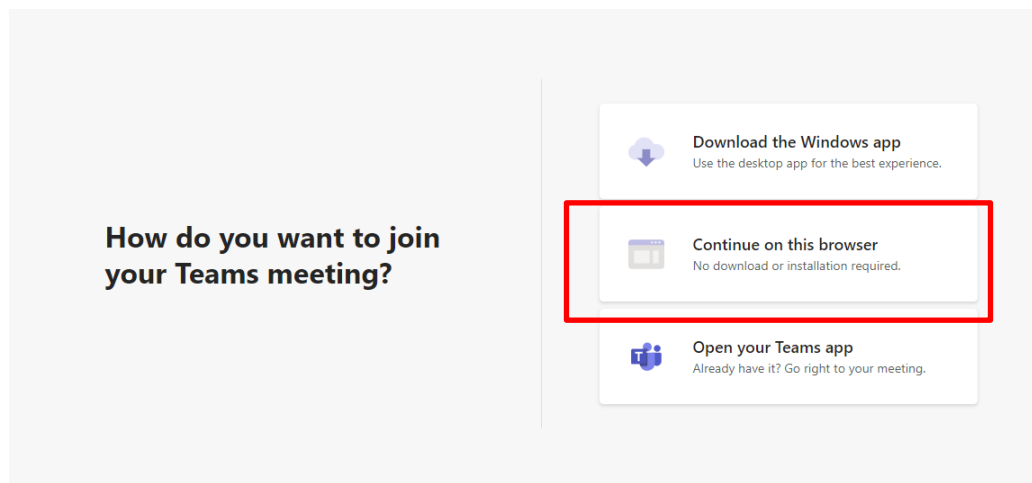 How do you want to join
your Teams meeting?
Download the Windows app
Use the desktop app for the best experience.
Continue on this browser
No download or installation required.
T
Open your Teams app
Already have it? Go right to your meeting.